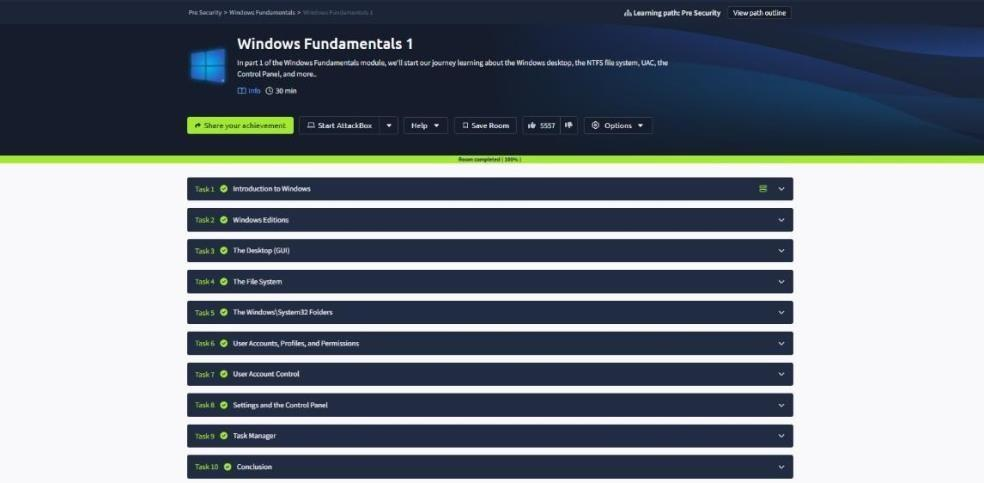 Pre Security > Windows Fundamentals > Windows Fundamentals 1
Learning path: Pre Security View path outline
Windows Fundamentals 1
In part 1 of the Windows Fundamentals module, we'll start our journey learning about the Windows desktop, the NTFS file system, UAC, the
Control Panel, and more..
Info 30 min
Share your achievement Start AttackBox Help Save Room 5557 Options
Room completed ( 100% )
Task 1 Introduction to Windows
Task 2 Windows Editions
Task 3 The Desktop (GUI)
Task 4 The File System
Task 5 The Windows\System32 Folders
Task 6 User Accounts, Profiles, and Permissions
Task 7 User Account Control
Task 8 Settings and the Control Panel
Task 9 Task Manager
Task 10 Conclusion